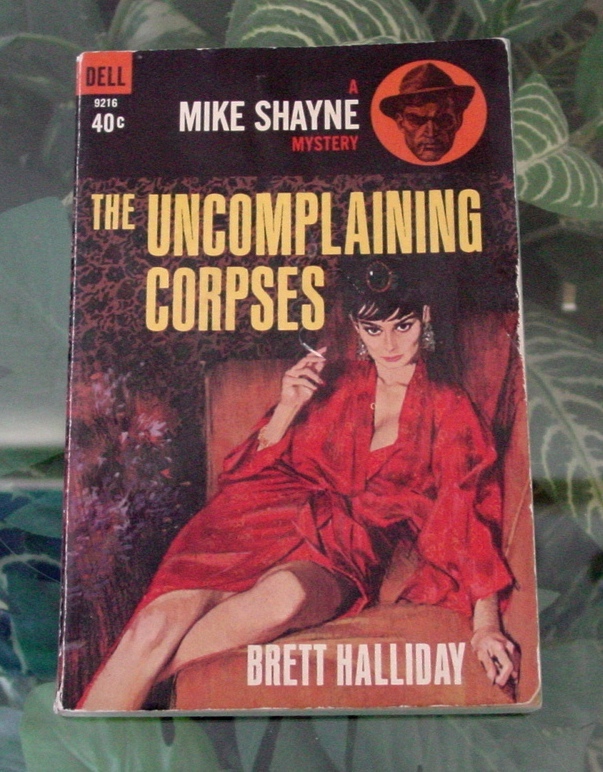 DELL
9216
40c
A
MIKE SHAYNE
MYSTERY
THE UNCOMPLAINING
CORPSES
BRETT HALLIDAY